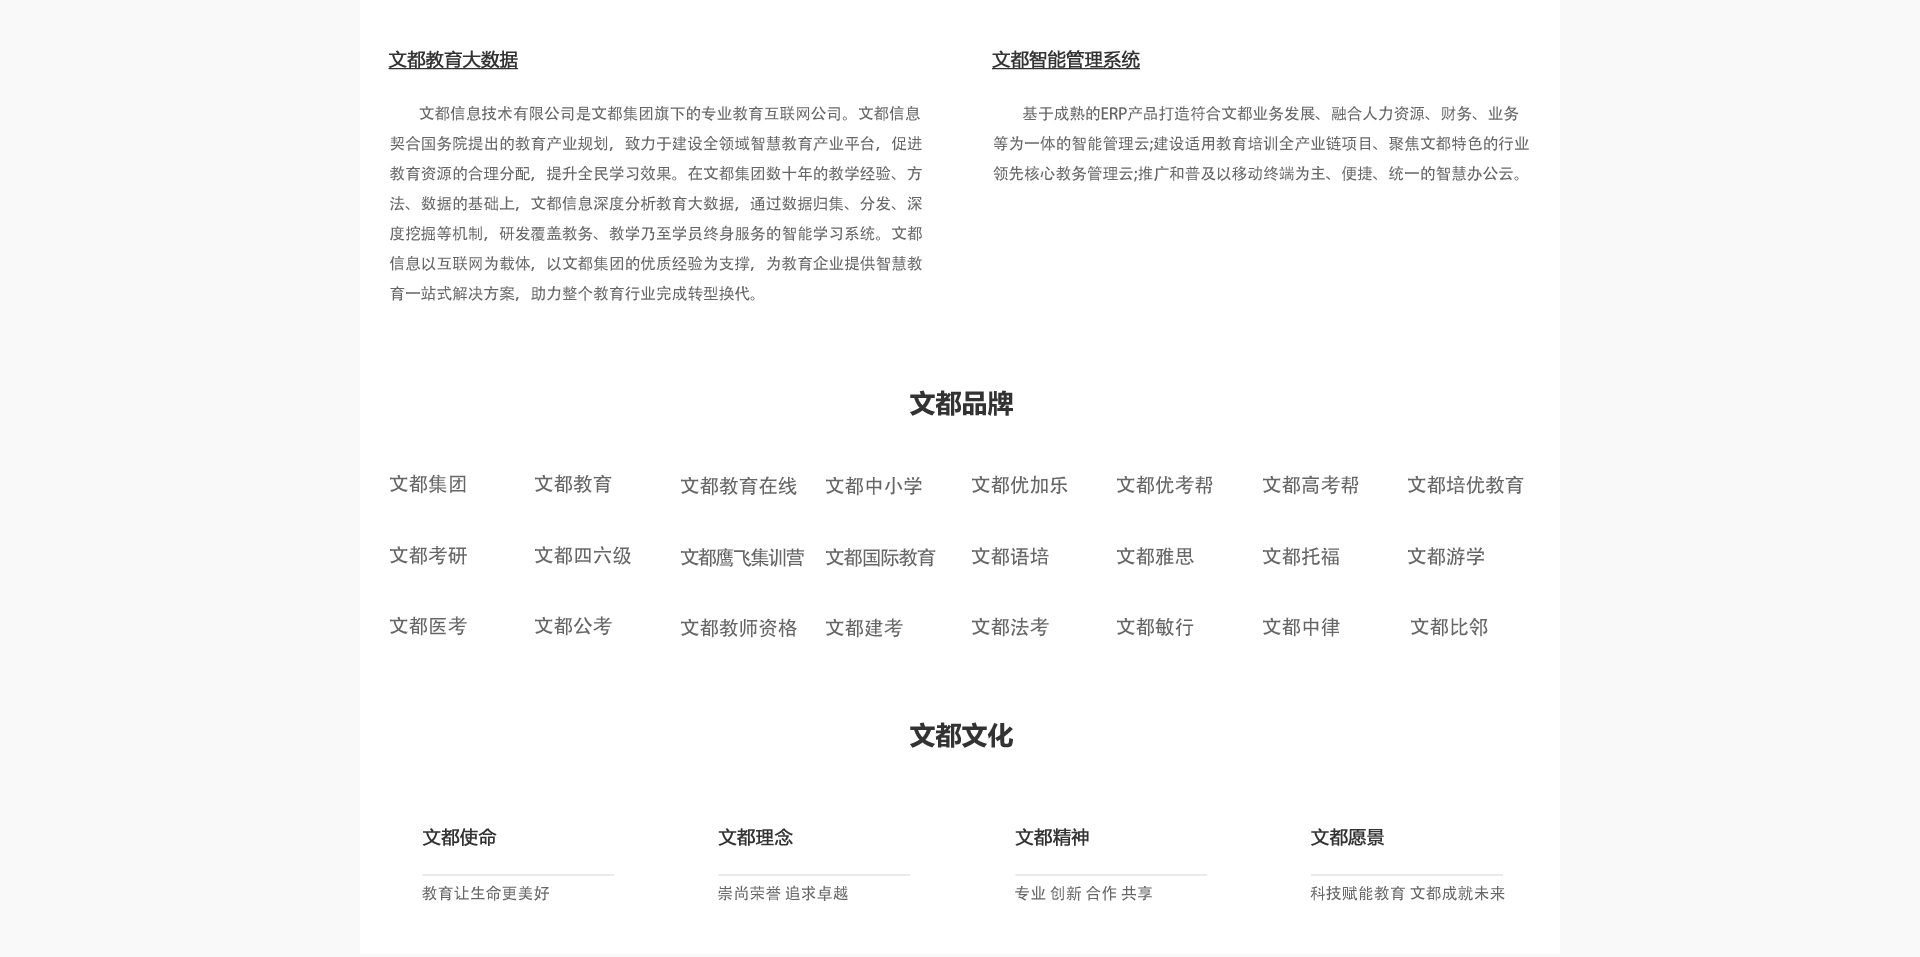 文都教育大数据
文都信息技术有限公司是文都集团旗下的专业教育互联网公司。文都信息
契合国务院提出的教育产业规划，致力于建设全领域智慧教育产业平台，促进
教育资源的合理分配，提升全民学习效果。在文都集团数十年的教学经验、方
法、数据的基础上，文都信息深度分析教育大数据，通过数据归集、分发、深
度挖掘等机制，研发覆盖教务、教学乃至学员终身服务的智能学习系统。文都
信息以互联网为载体，以文都集团的优质经验为支撑，为教育企业提供智慧教
育一站式解决方案，助力整个教育行业完成转型换代。
文都智能管理系统
基于成熟的ERP产品打造符合文都业务发展、融合人力资源、财务、业务
等为一体的智能管理云;建设适用教育培训全产业链项目、聚焦文都特色的行业
领先核心教务管理云;推广和普及以移动终端为主、便捷、统一的智慧办公云。
文都品牌
文都集团 文都教育 文都教育在线 文都中小学 文都优加乐 文都优考帮 文都高考帮 文都培优教育
文都考研 文都四六级 文都鹰飞集训营 文都国际教育 文都语培 文都雅思 文都托福 文都游学
文都医考 文都公考 文都教师资格 文都建考 文都法考 文都敏行 文都中律 文都比邻
文都文化
文都使命
教育让生命更美好
文都理念
崇尚荣誉 追求卓越
文都精神
专业 创新 合作 共享
文都愿景
科技赋能教育 文都成就未来